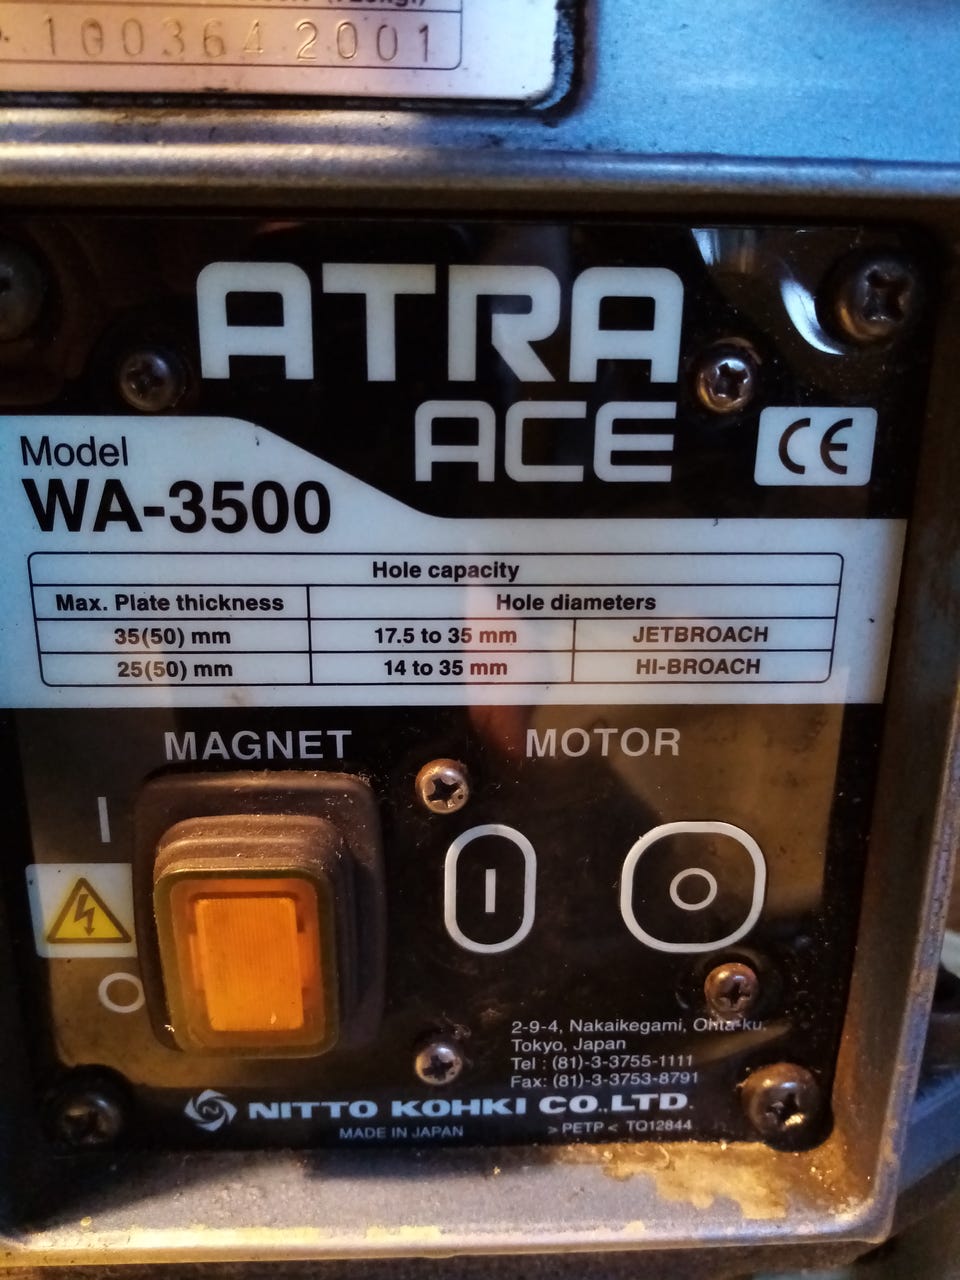 100364 2001
ATRA
ACE
CE
Model
WA-3500
Hole capacity
Max. Plate thickness Hole diameters
35(50) mm 17.5 to 35 mm JETBROACH
25(50) mm 14 to 35 mm HI-BROACH
MAGNET MOTOR
2-9-4, Nakaikegami, Ohta-ku,
Tokyo, Japan
Tel : (81)-3-3755-1111
Fax: (81)-3-3753-8791
NITTO KOHKI CO.,LTD.
MADE IN JAPAN >PETP< TQ12844